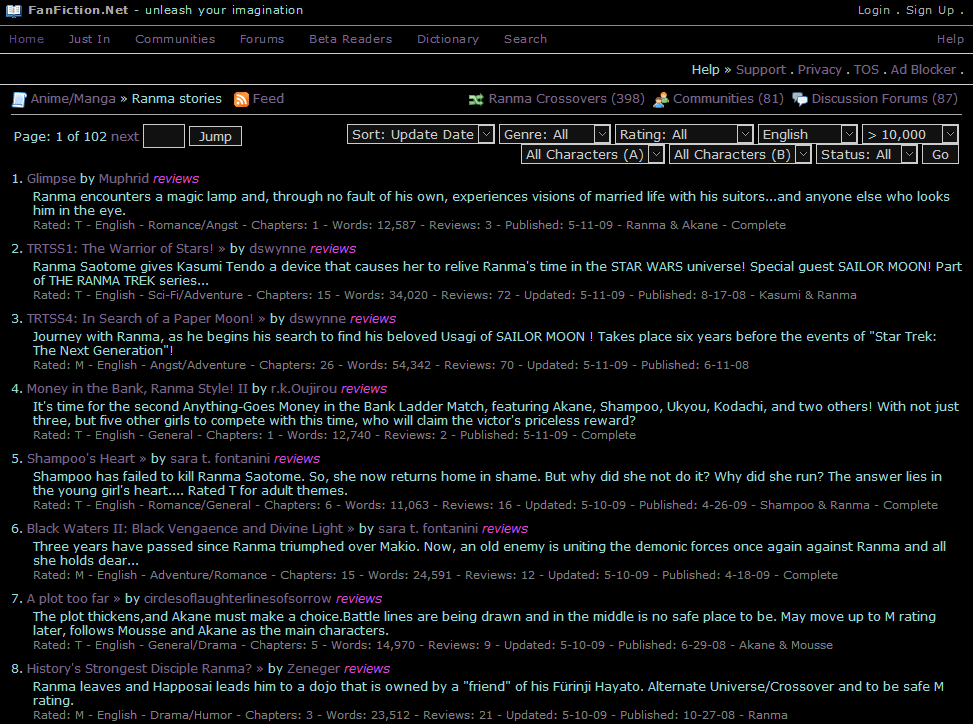 FanFiction.Net - unleash your imagination Login . Sign Up .
Home Just In Communities Forums Beta Readers Dictionary Search Help
Help » Support . Privacy . TOS . Ad Blocker .
Anime/Manga » Ranma stories Feed Ranma Crossovers (398) Communities (81) Discussion Forums (87)
Page: 1 of 102 next Jump Sort: Update Date Genre: All Rating: All English > 10,000
All Characters (A) All Characters (B) Status: All Go
1. Glimpse by Muphrid reviews
Ranma encounters a magic lamp and, through no fault of his own, experiences visions of married life with his suitors...and anyone else who looks
him in the eye.
Rated: T - English - Romance/Angst - Chapters: 1 - Words: 12,587 - Reviews: 3 - Published: 5-11-09 - Ranma & Akane - Complete
2. TRTSS1: The Warrior of Stars! » by dswynne reviews
Ranma Saotome gives Kasumi Tendo a device that causes her to relive Ranma's time in the STAR WARS universe! Special guest SAILOR MOON! Part
of THE RANMA TREK series...
Rated: T - English - Sci-Fi/Adventure - Chapters: 15 - Words: 34,020 - Reviews: 72 - Updated: 5-11-09 - Published: 8-17-08 - Kasumi & Ranma
3. TRTSS4: In Search of a Paper Moon! » by dswynne reviews
Journey with Ranma, as he begins his search to find his beloved Usagi of SAILOR MOON ! Takes place six years before the events of "Star Trek:
The Next Generation"!
Rated: M - English - Angst/Adventure - Chapters: 26 - Words: 54,342 - Reviews: 70 - Updated: 5-11-09 - Published: 6-11-08
4. Money in the Bank, Ranma Style! II by r.k.Oujirou reviews
It's time for the second Anything-Goes Money in the Bank Ladder Match, featuring Akane, Shampoo, Ukyou, Kodachi, and two others! With not just
three, but five other girls to compete with this time, who will claim the victor's priceless reward?
Rated: T - English - General - Chapters: 1 - Words: 12,740 - Reviews: 2 - Published: 5-11-09 - Complete
5. Shampoo's Heart » by sara t. fontanini reviews
Shampoo has failed to kill Ranma Saotome. So, she now returns home in shame. But why did she not do it? Why did she run? The answer lies in
the young girl's heart.... Rated T for adult themes.
Rated: T - English - Romance/General - Chapters: 6 - Words: 11,063 - Reviews: 16 - Updated: 5-10-09 - Published: 4-26-09 - Shampoo & Ranma - Complete
6. Black Waters II: Black Vengaence and Divine Light » by sara t. fontanini reviews
Three years have passed since Ranma triumphed over Makio. Now, an old enemy is uniting the demonic forces once again against Ranma and all
she holds dear...
Rated: M - English - Adventure/Romance - Chapters: 15 - Words: 24,591 - Reviews: 12 - Updated: 5-10-09 - Published: 4-18-09 - Complete
7. A plot too far » by circlesoflaughterlinesofsorrow reviews
The plot thickens,and Akane must make a choice.Battle lines are being drawn and in the middle is no safe place to be. May move up to M rating
later, follows Mousse and Akane as the main characters.
Rated: T - English - General/Drama - Chapters: 5 - Words: 14,970 - Reviews: 9 - Updated: 5-10-09 - Published: 6-29-08 - Akane & Mousse
8. History's Strongest Disciple Ranma? » by Zeneger reviews
Ranma leaves and Happosai leads him to a dojo that is owned by a "friend" of his Fürinji Hayato. Alternate Universe/Crossover and to be safe M
rating.
Rated: M - English - Drama/Humor - Chapters: 3 - Words: 23,512 - Reviews: 21 - Updated: 5-10-09 - Published: 10-27-08 - Ranma